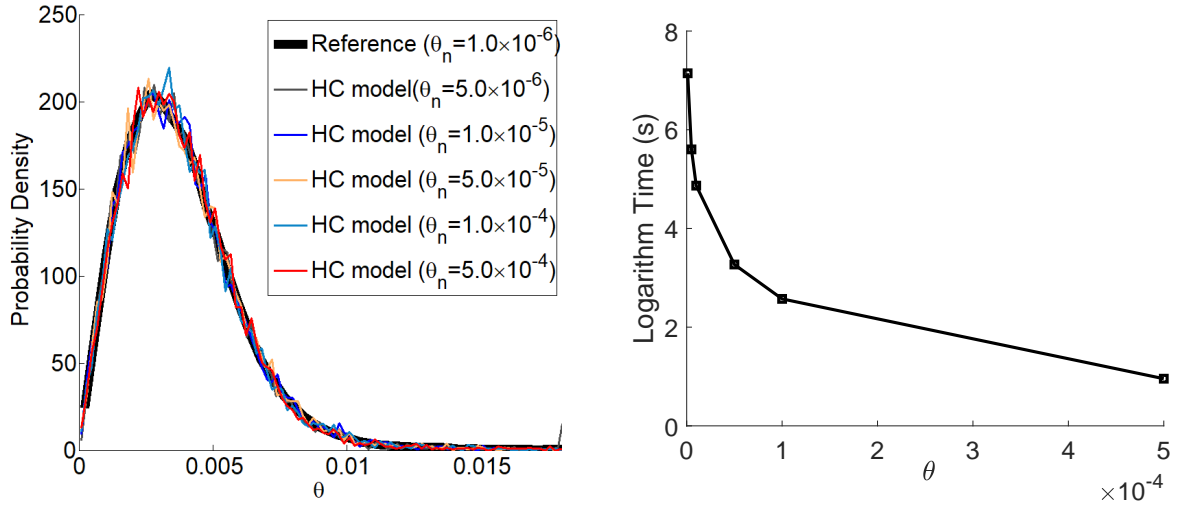 250
200
150
100
50
0
Probability Density
0
0.005
0.01
0.015
θ
Reference (θn=1.0×10-6)
HC model(θn=5.0×10-6)
HC model (θn=1.0×10-5)
HC model (θn=5.0×10-5)
HC model (θn=1.0×10-4)
HC model (θn=5.0×10-4)
8
6
4
2
0
Logarithm Time (s)
0
1
2
3
4
5
θ
×10-4